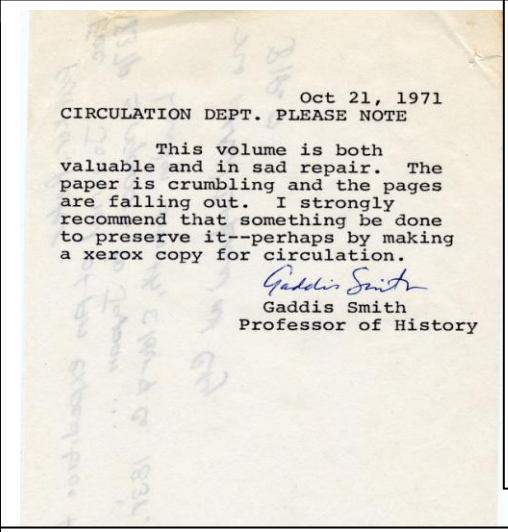 Oct 21, 1971
CIRCULATION DEPT. PLEASE NOTE
This volume is both
valuable and in sad repair. The
paper is crumbling and the pages
are falling out. I strongly
recommend that something be done
to preserve it--perhaps by making
a xerox copy for circulation.
Gaddis Smith
Gaddis Smith
Professor of History